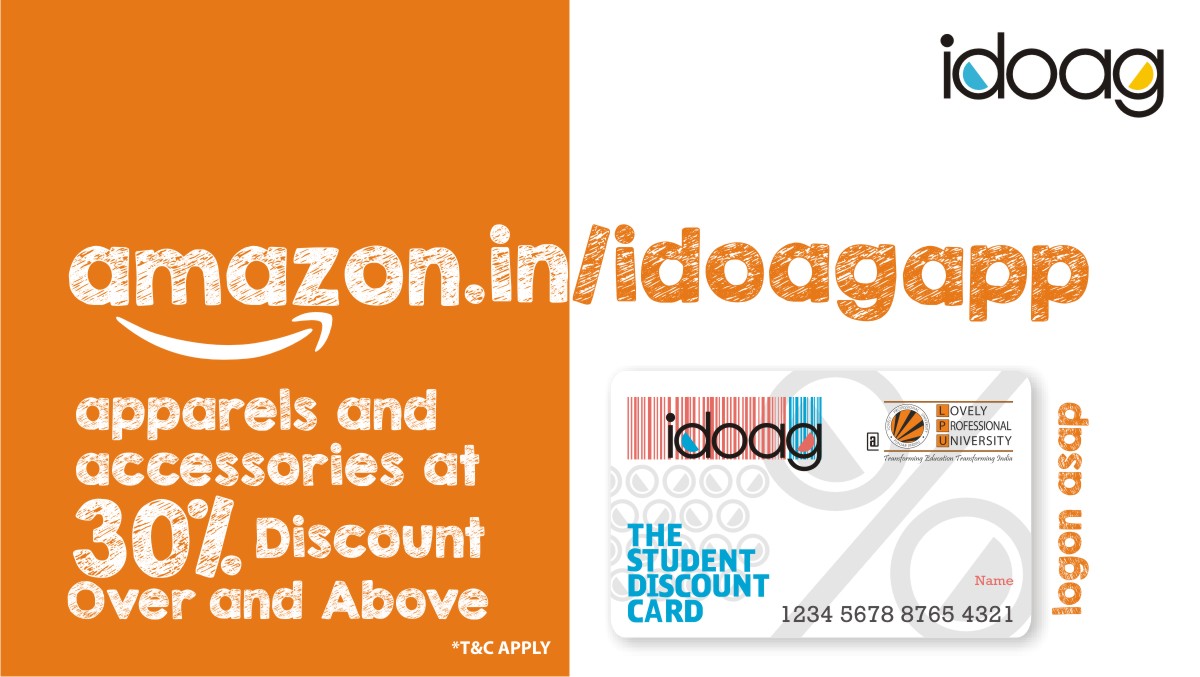 idoag
amazon.in/idoagapp
apparels and
accessories at
30% Discount
Over and Above
*T&C APPLY
idoag
@
LOVELY
PROFESSIONAL
UNIVERSITY
Transforming Education Transforming India
THE
STUDENT
DISCOUNT
CARD
Name
1234 5678 8765 4321
logon asap